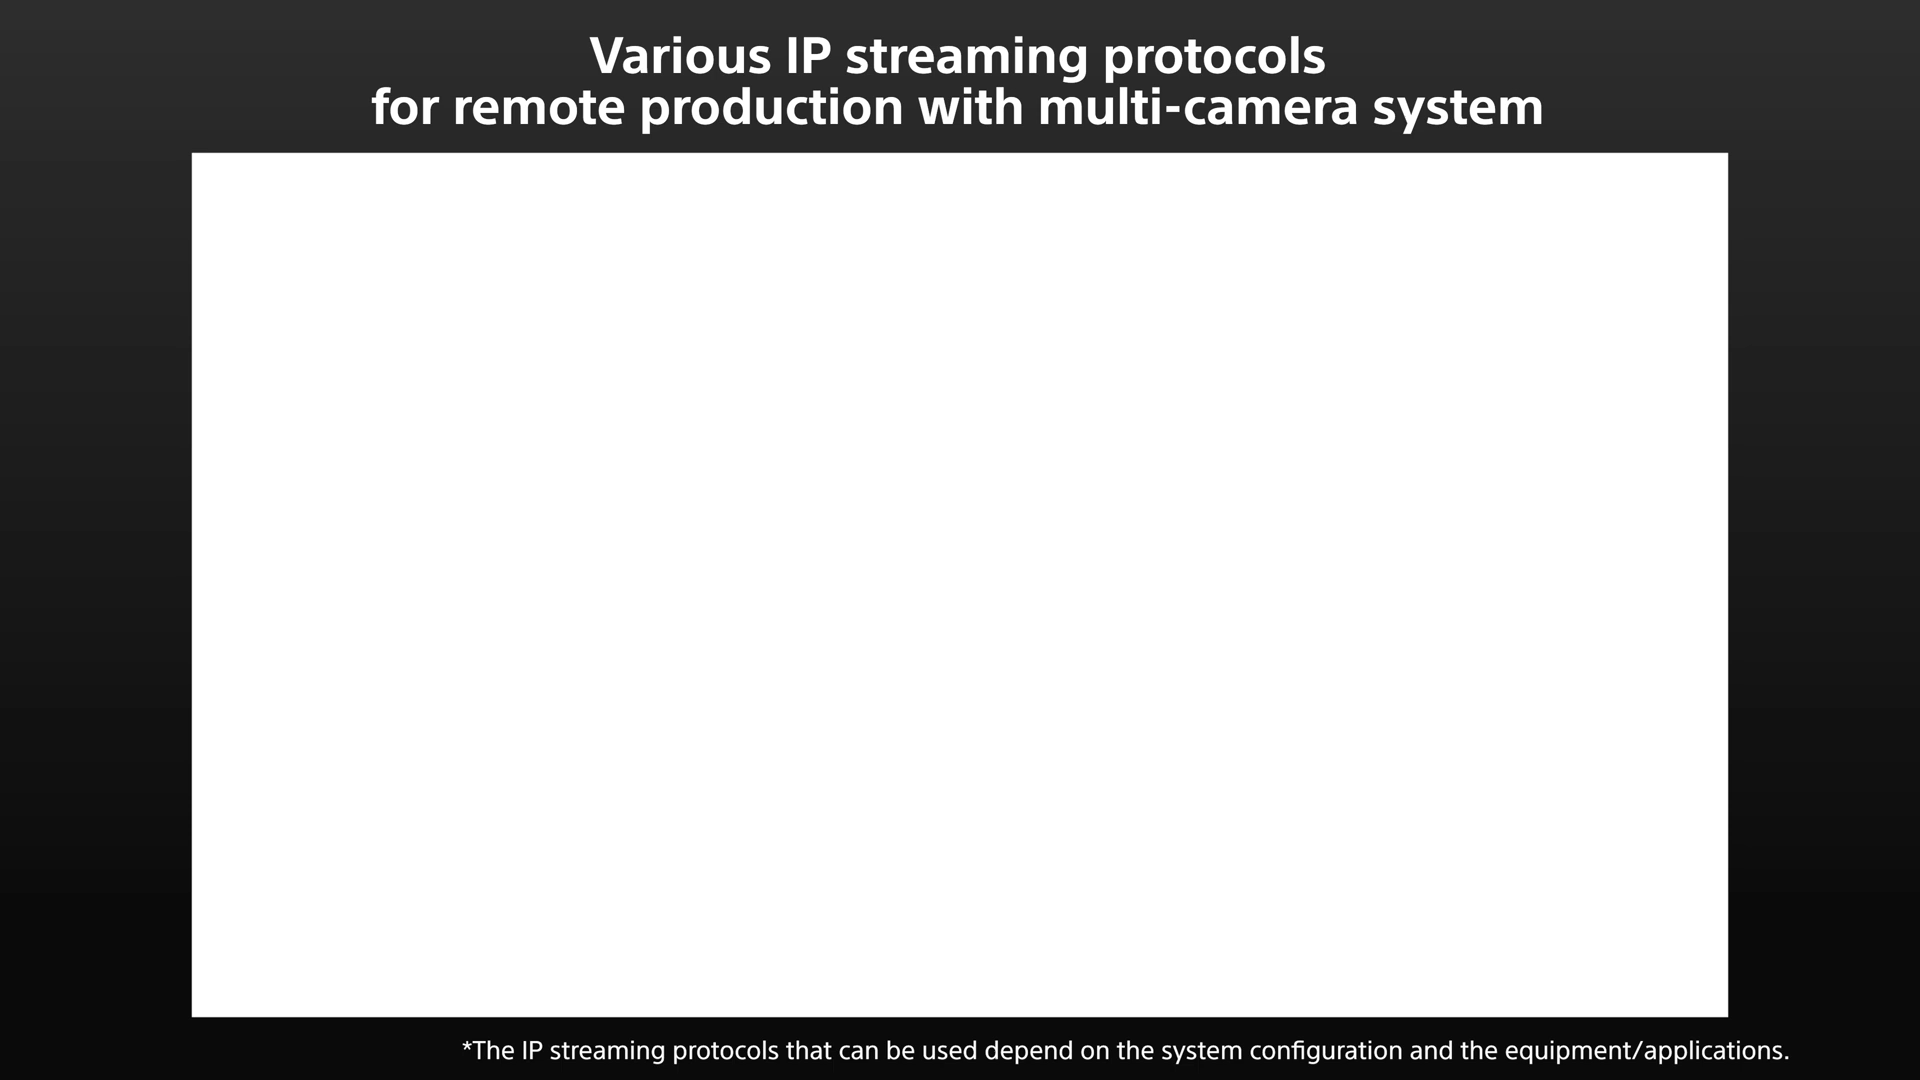 Various IP streaming protocols
for remote production with multi-camera system
*The IP streaming protocols that can be used depend on the system configuration and the equipment/applications.